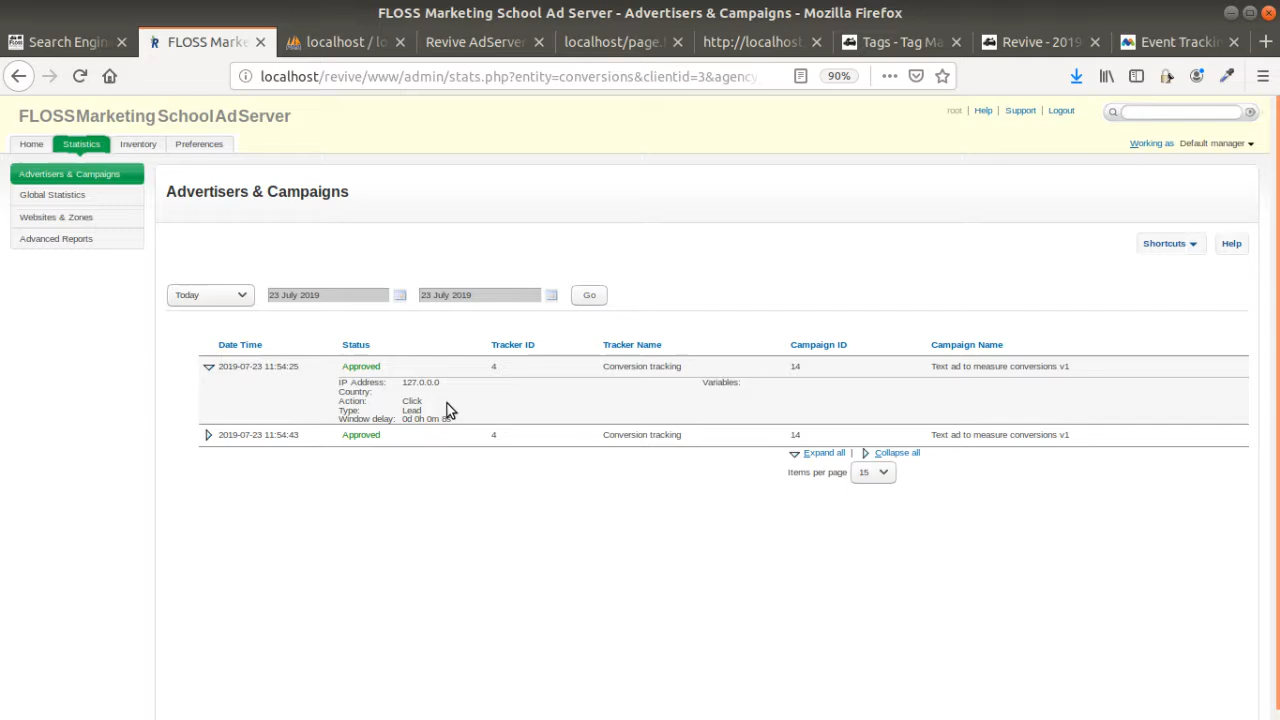 FLOSS Marketing School Ad Server - Advertisers & Campaigns - Mozilla Firefox
Search Engin
FLOSS Marke
localhost / lo
Revive AdServer
localhost/page.
http://localhos
Tags - Tag Ma
Revive - 2019
Event Trackin
localhost/revive/www/admin/stats.php?entity=conversions&clientid=3&agency
90%
FLOSS Marketing School Ad Server
root | Help | Support | Logout
Home
Statistics
Inventory
Preferences
Working as Default manager
Advertisers & Campaigns
Global Statistics
Websites & Zones
Advanced Reports
Advertisers & Campaigns
Shortcuts
Help
Today
23 July 2019
23 July 2019
Go
Date Time Status Tracker ID Tracker Name Campaign ID Campaign Name
2019-07-23 11:54:25 Approved 4 Conversion tracking 14 Text ad to measure conversions v1
IP Address: 127.0.0.0 Variables:
Country:
Action: Click
Type: Lead
Window delay: 0d 0h 0m
2019-07-23 11:54:43 Approved 4 Conversion tracking 14 Text ad to measure conversions v1
Expand all | Collapse all
Items per page 15